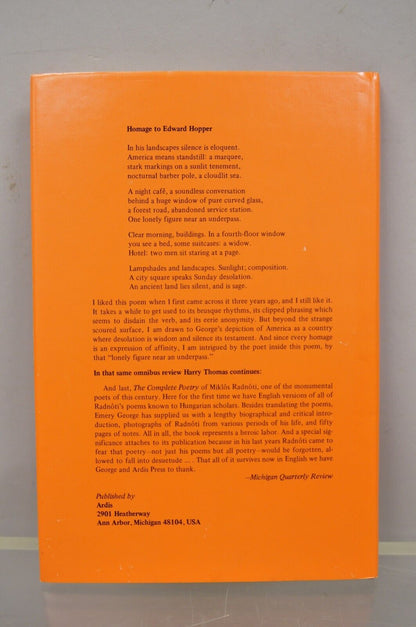 Homage to Edward Hopper
In his landscapes silence is eloquent.
America means standstill: a marquee,
stark markings on a sunlit tenement,
nocturnal barber pole, a cloudlit sea.
A night café, a soundless conversation
behind a huge window of pure curved glass,
a forest road, abandoned service station.
One lonely figure near an underpass.
Clear morning, buildings. In a fourth-floor window
you see a bed, some suitcases: a widow.
Hotel: two men sit staring at a page.
Lampshades and landscapes. Sunlight; composition.
A city square speaks Sunday desolation.
An ancient land lies silent, and is sage.
I liked this poem when I first came across it three years ago, and I still like it.
It takes a while to get used to its brusque rhythms, its clipped phrasing which
seems to disdain the verb, and its eerie anonymity. But beyond the strange
scoured surface, I am drawn to George's depiction of America as a country
where desolation is wisdom and silence its testament. And since every homage
is an expression of affinity, I am intrigued by the poet inside this poem, by
that "lonely figure near an underpass."
In that same omnibus review Harry Thomas continues:
And last, The Complete Poetry of Miklós Radnóti, one of the monumental
poets of this century. Here for the first time we have English versions of all of
Radnóti's poems known to Hungarian scholars. Besides translating the poems,
Emery George has supplied us with a lengthy biographical and critical intro-
duction, photographs of Radnóti from various periods of his life, and fifty
pages of notes. All in all, the book represents a heroic labor. And a special sig-
nificance attaches to its publication because in his last years Radnóti came to
fear that poetry—not just his poems but all poetry—would be forgotten, al-
lowed to fall into desuetude ... . That all of it survives now in English we have
George and Ardis Press to thank.
—Michigan Quarterly Review
Published by
Ardis
2901 Heatherway
Ann Arbor, Michigan 48104, USA